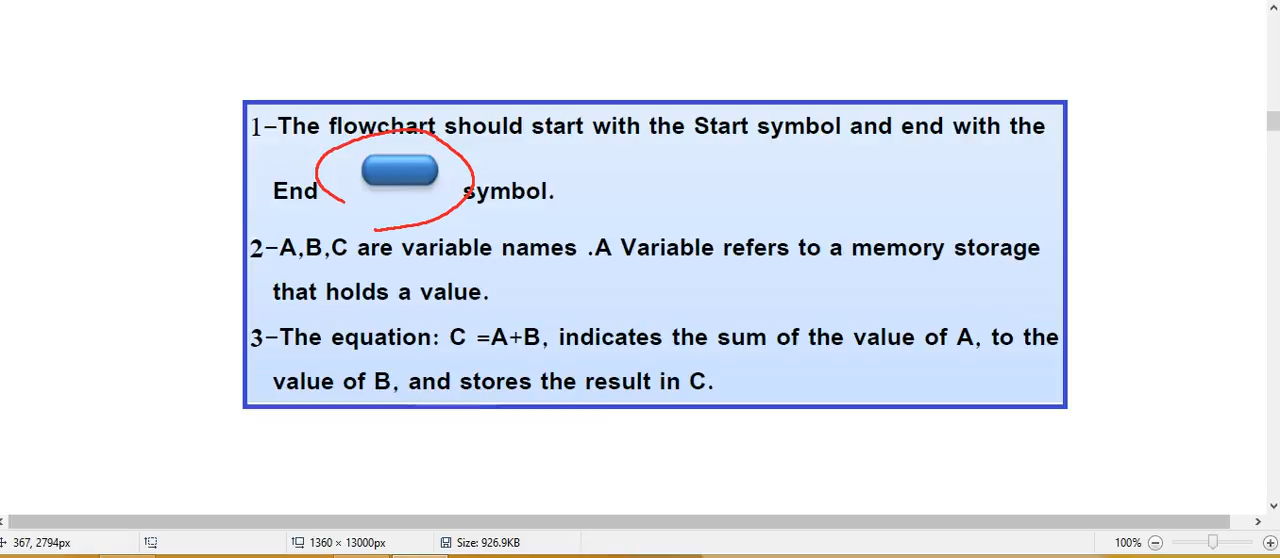 1-The flowchart should start with the Start symbol and end with the
End symbol.
2-A,B,C are variable names .A Variable refers to a memory storage
that holds a value.
3-The equation: C =A+B, indicates the sum of the value of A, to the
value of B, and stores the result in C.
367, 2794px 1360 × 13000px Size: 926.9KB 100%